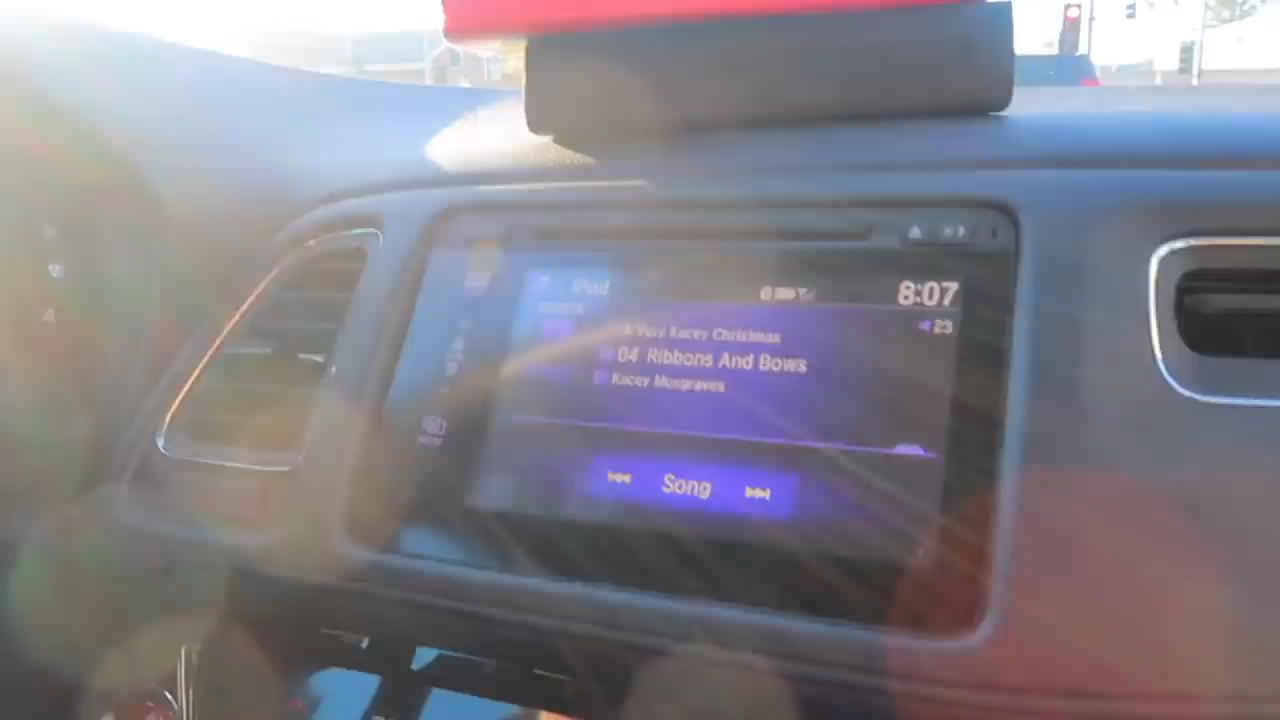 iPod
8:07
23
A Very Kacey Christmas
04 Ribbons And Bows
Kacey Musgraves
Song